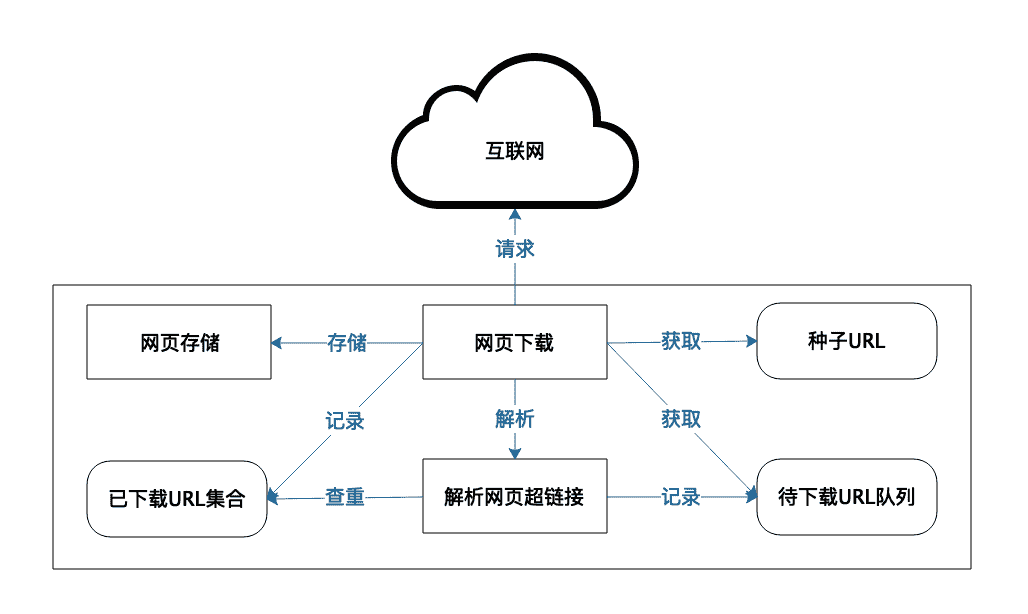 互联网
请求
网页存储
存储
网页下载
获取
种子URL
记录
解析
获取
已下载URL集合
查重
解析网页超链接
记录
待下载URL队列